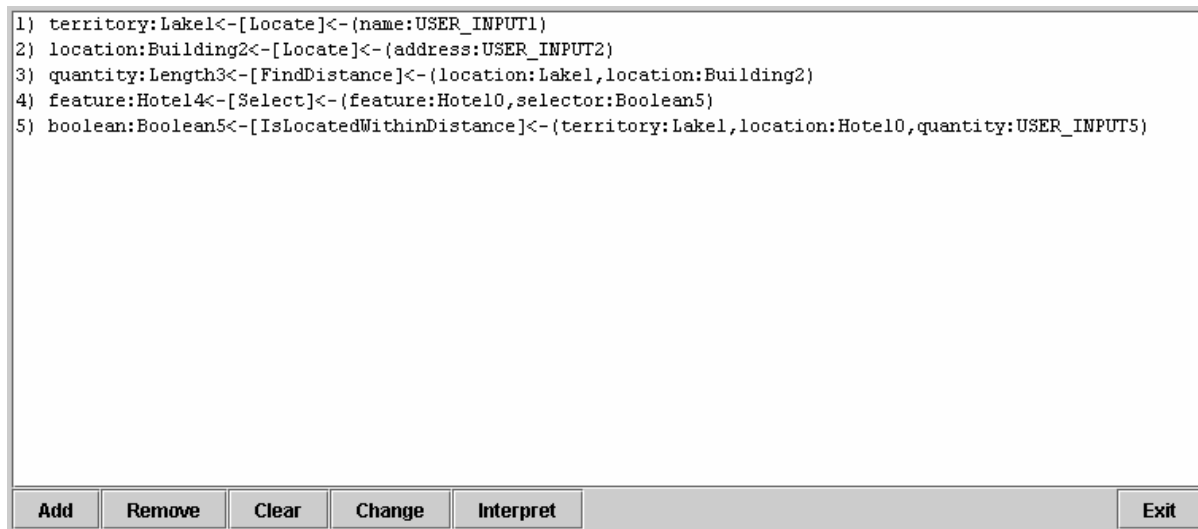 1) territory:Lake1<-[Locate]<-(name:USER_INPUT1)
2) location:Building2<-[Locate]<-(address:USER_INPUT2)
3) quantity:Length3<-[FindDistance]<-(location:Lake1,location:Building2)
4) feature:Hotel4<-[Select]<-(feature:Hotel0,selector:Boolean5)
5) boolean:Boolean5<-[IsLocatedWithinDistance]<-(territory:Lake1,location:Hotel0,quantity:USER_INPUT5)
Add Remove Clear Change Interpret Exit